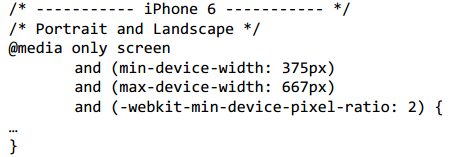 /* ----------- iPhone 6 ----------- */
/* Portrait and Landscape */
@media only screen
and (min-device-width: 375px)
and (max-device-width: 667px)
and (-webkit-min-device-pixel-ratio: 2) {
…
}